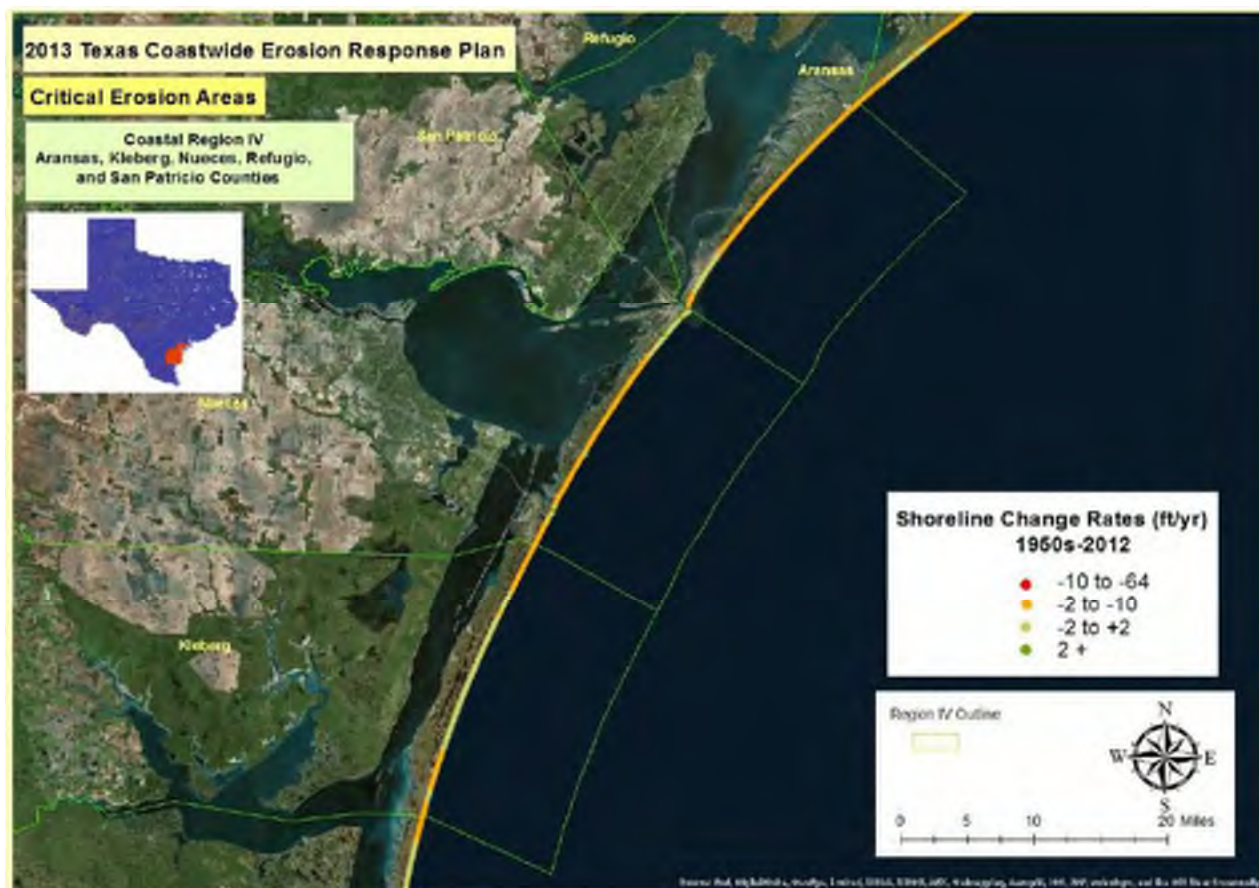 2013 Texas Coastwide Erosion Response Plan
Critical Erosion Areas
Coastal Region IV
Aransas, Kleberg, Nueces, Refugio,
and San Patricio Counties
Refugio
Aransas
San Patricio
Nueces
Kleberg
Shoreline Change Rates (ft/yr)
1950s-2012
-10 to -64
-2 to -10
-2 to +2
2 +
Region IV Outline
N
W E
S
0 5 10 20 Miles